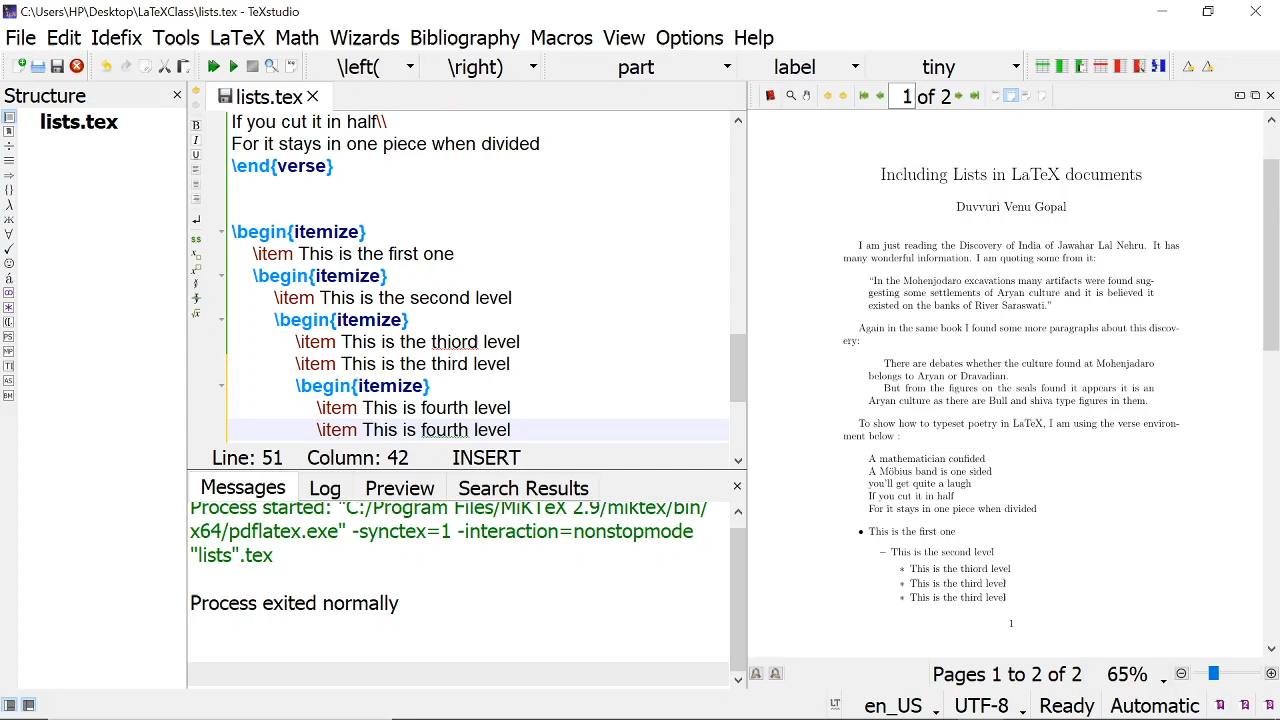 C:\Users\HP\Desktop\LaTeXClass\lists.tex - TeXstudio
File Edit Idefix Tools LaTeX Math Wizards Bibliography Macros View Options Help
\left( \right) part label tiny
Structure
lists.tex
lists.tex
If you cut it in half\\
For it stays in one piece when divided
\end{verse}
\begin{itemize}
\item This is the first one
\begin{itemize}
\item This is the second level
\begin{itemize}
\item This is the thiord level
\item This is the third level
\begin{itemize}
\item This is fourth level
\item This is fourth level
Line: 51 Column: 42 INSERT
Messages Log Preview Search Results
Process started: "C:/Program Files/MiKTeX 2.9/miktex/bin/
x64/pdflatex.exe" -synctex=1 -interaction=nonstopmode
"lists".tex
Process exited normally
1 of 2
Including Lists in LaTeX documents
Duvvuri Venu Gopal
I am just reading the Discovery of India of Jawahar Lal Nehru. It has
many wonderful information. I am quoting some from it:
“In the Mohenjodaro excavations many artifacts were found sug-
gesting some settlements of Aryan culture and it is believed it
existed on the banks of River Saraswati.”
Again in the same book I found some more paragraphs about this discov-
ery:
There are debates whether the culture found at Mohenjadaro
belongs to Aryan or Dravadian.
But from the figures on the seals found it appears it is an
Aryan culture as there are Bull and shiva type figures in them.
To show how to typeset poetry in LaTeX, I am using the verse environ-
ment below :
A mathematician confided
A Möbius band is one sided
you'll get quite a laugh
If you cut it in half
For it stays in one piece when divided
• This is the first one
– This is the second level
∗ This is the thiord level
∗ This is the third level
∗ This is the third level
1
Pages 1 to 2 of 2 65%
en_US UTF-8 Ready Automatic